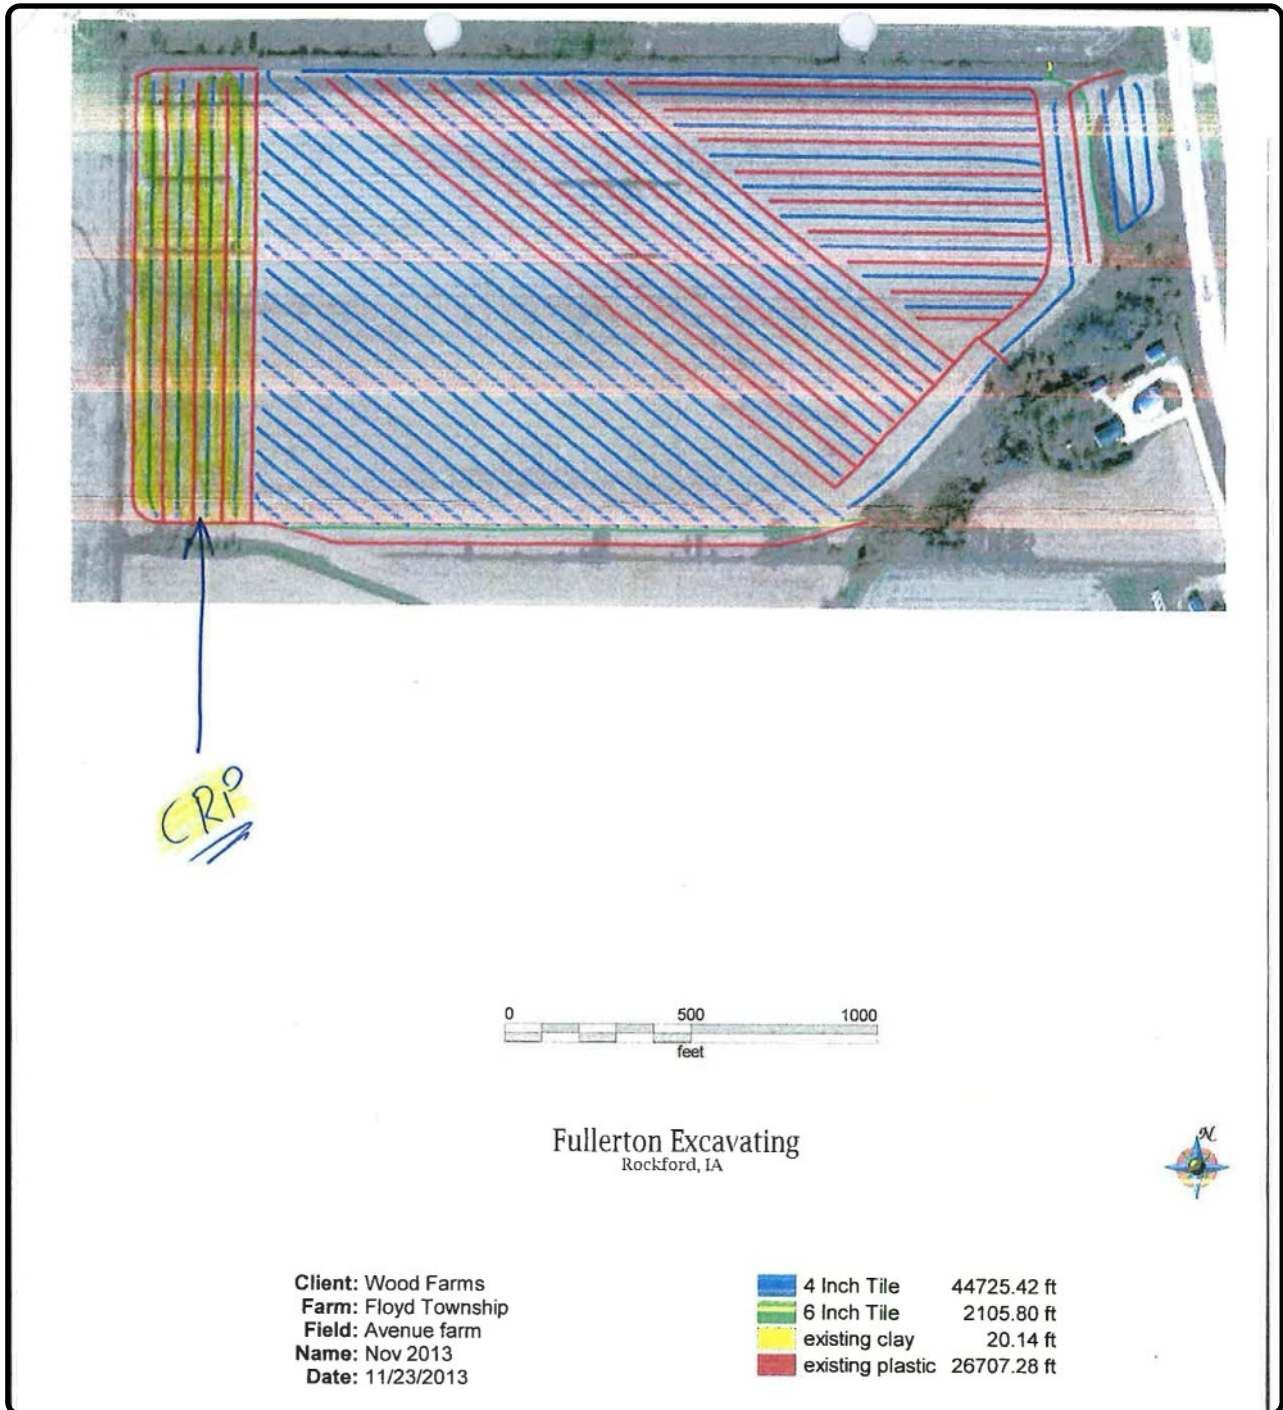 CRP
0 500 1000
feet
Fullerton Excavating
Rockford, IA
N
Client: Wood Farms
Farm: Floyd Township
Field: Avenue farm
Name: Nov 2013
Date: 11/23/2013
4 Inch Tile 44725.42 ft
6 Inch Tile 2105.80 ft
existing clay 20.14 ft
existing plastic 26707.28 ft